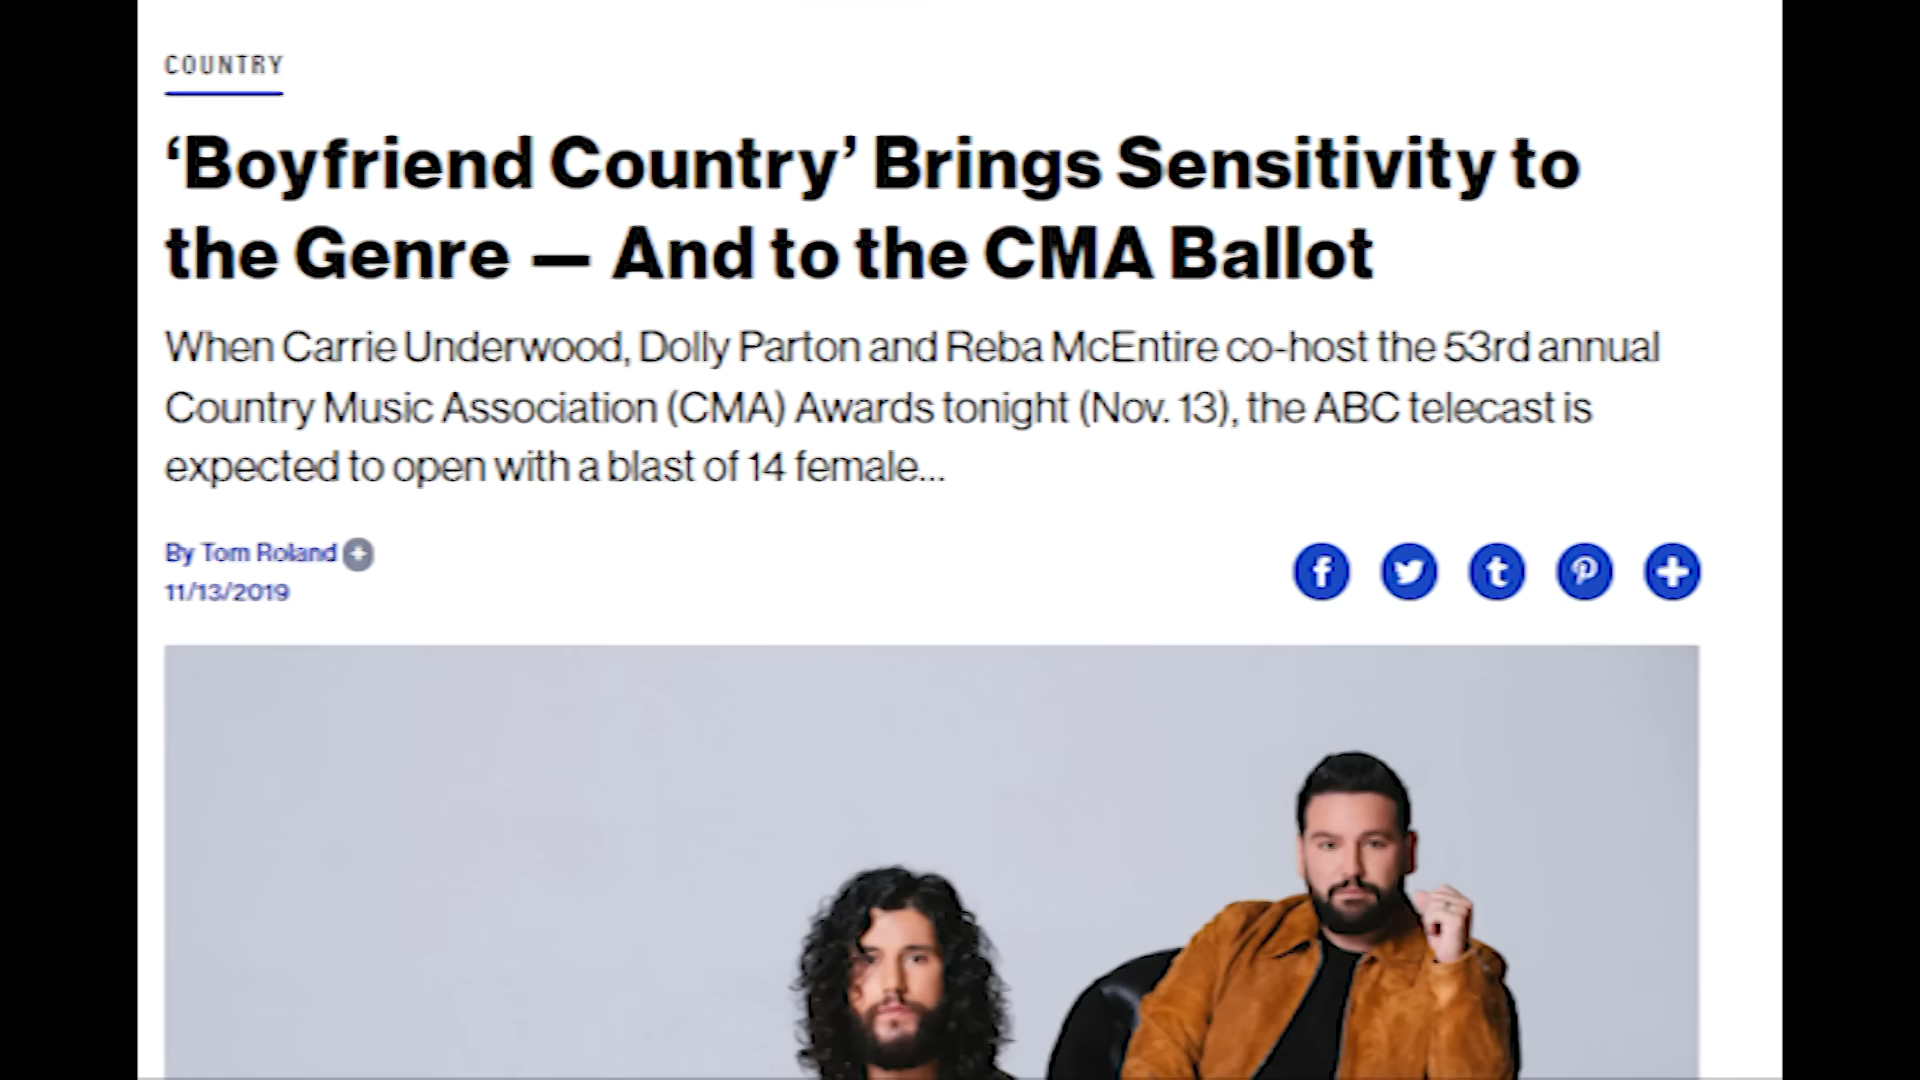 COUNTRY
‘Boyfriend Country’ Brings Sensitivity to
the Genre — And to the CMA Ballot
When Carrie Underwood, Dolly Parton and Reba McEntire co-host the 53rd annual
Country Music Association (CMA) Awards tonight (Nov. 13), the ABC telecast is
expected to open with a blast of 14 female...
By Tom Roland
11/13/2019